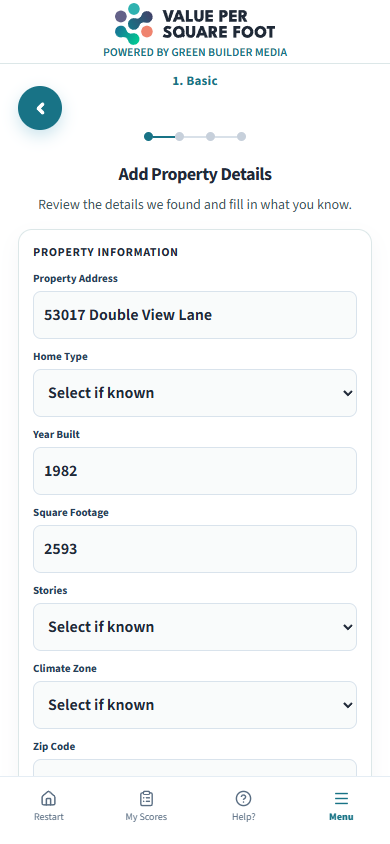 VALUE PER
SQUARE FOOT
POWERED BY GREEN BUILDER MEDIA
1. Basic
Add Property Details
Review the details we found and fill in what you know.
PROPERTY INFORMATION
Property Address
53017 Double View Lane
Home Type
Select if known
Year Built
1982
Square Footage
2593
Stories
Select if known
Climate Zone
Select if known
Zip Code
Restart
My Scores
Help?
Menu